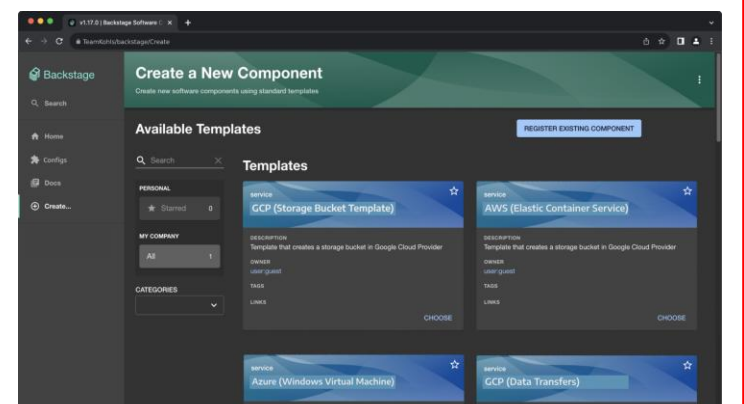 v1.17.0 | Backstage Software C
TeamKohls/backstage/Create
Backstage
Search
Home
Configs
Docs
Create...
Create a New Component
Create new software components using standard templates
Available Templates
REGISTER EXISTING COMPONENT
Search
PERSONAL
Starred 0
MY COMPANY
All 1
CATEGORIES
Templates
service
GCP (Storage Bucket Template)
DESCRIPTION
Template that creates a storage bucket in Google Cloud Provider
OWNER
user:guest
TAGS
LINKS
CHOOSE
service
AWS (Elastic Container Service)
DESCRIPTION
Template that creates a storage bucket in Google Cloud Provider
OWNER
user:guest
TAGS
LINKS
CHOOSE
service
Azure (Windows Virtual Machine)
service
GCP (Data Transfers)